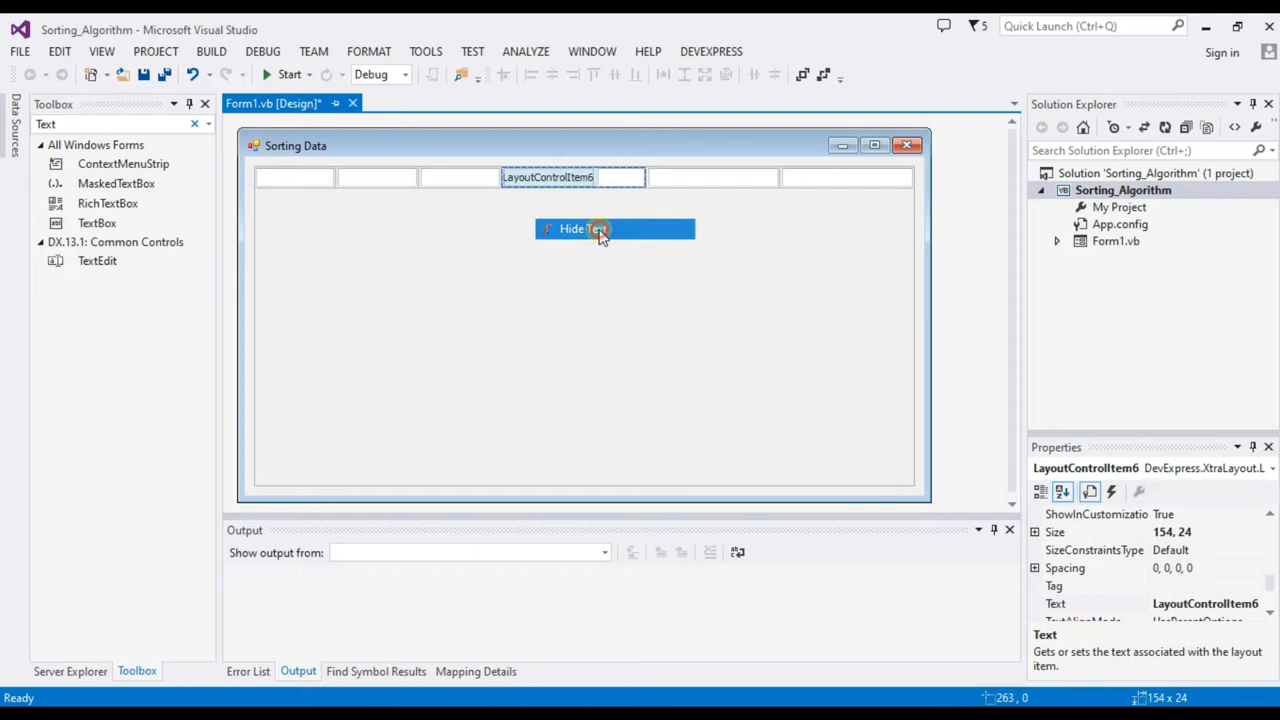 Sorting_Algorithm - Microsoft Visual Studio
5
Quick Launch (Ctrl+Q)
FILE EDIT VIEW PROJECT BUILD DEBUG TEAM FORMAT TOOLS TEST ANALYZE WINDOW HELP DEVEXPRESS
Sign in
Start
Debug
Data Sources
Toolbox
Text
All Windows Forms
ContextMenuStrip
MaskedTextBox
RichTextBox
TextBox
DX.13.1: Common Controls
TextEdit
Server Explorer
Toolbox
Form1.vb [Design]*
Sorting Data
LayoutControlItem6
Hide Text
Output
Show output from:
Error List
Output
Find Symbol Results
Mapping Details
Solution Explorer
Search Solution Explorer (Ctrl+;)
Solution 'Sorting_Algorithm' (1 project)
VB Sorting_Algorithm
My Project
App.config
Form1.vb
Properties
LayoutControlItem6 DevExpress.XtraLayout.L
ShowInCustomizatio True
Size 154, 24
SizeConstraintsType Default
Spacing 0, 0, 0, 0
Tag
Text LayoutControlItem6
TextAlignMode UseParentOptions
Text
Gets or sets the text associated with the layout
item.
Ready
263 , 0
154 x 24